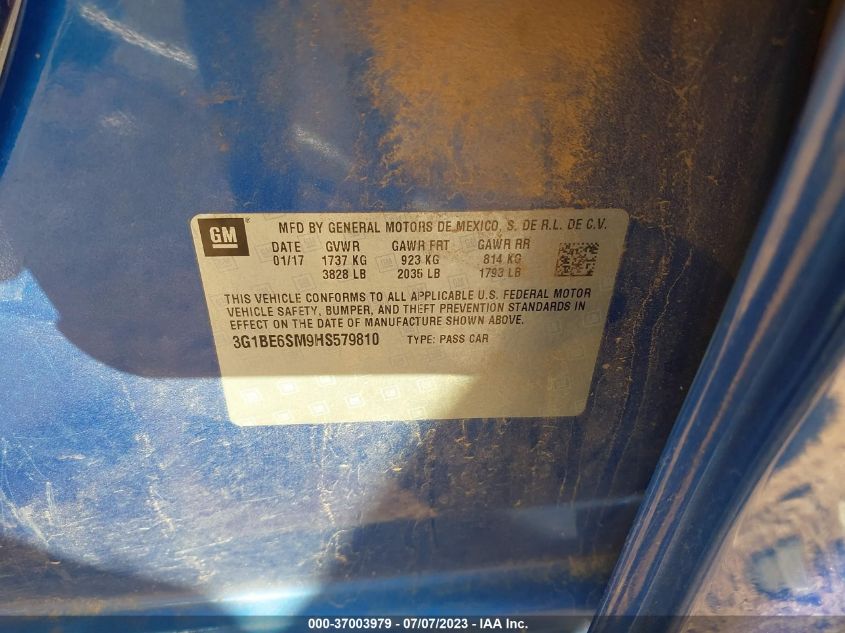 GM ®
MFD BY GENERAL MOTORS DE MEXICO, S. DE R.L. DE C.V.
DATE GVWR GAWR FRT GAWR RR
01/17 1737 KG 923 KG 814 KG
3828 LB 2035 LB 1793 LB
THIS VEHICLE CONFORMS TO ALL APPLICABLE U.S. FEDERAL MOTOR
VEHICLE SAFETY, BUMPER, AND THEFT PREVENTION STANDARDS IN
EFFECT ON THE DATE OF MANUFACTURE SHOWN ABOVE.
3G1BE6SM9HS579810 TYPE: PASS CAR
000-37003979 - 07/07/2023 - IAA Inc.